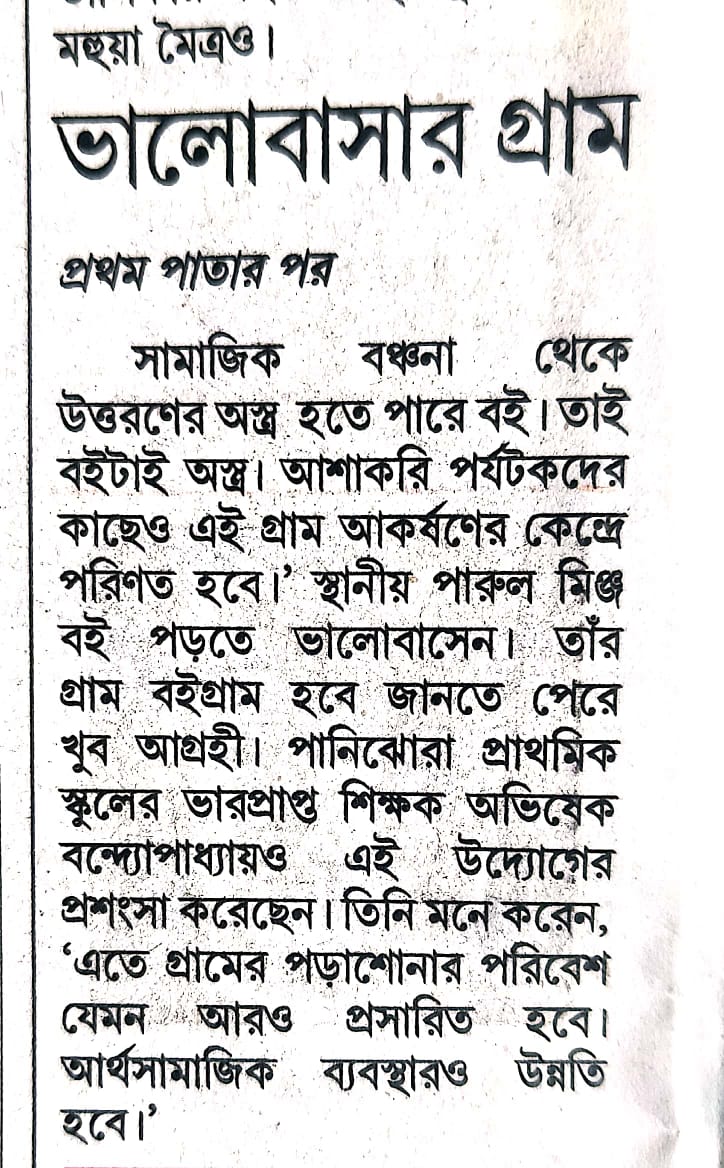 মহুয়া মৈত্রও।
ভালোবাসার গ্রাম
প্রথম পাতার পর
সামাজিক বঞ্চনা থেকে
উত্তরণের অস্ত্র হতে পারে বই। তাই
বইটাই অস্ত্র। আশাকরি পর্যটকদের
কাছেও এই গ্রাম আকর্ষণের কেন্দ্রে
পরিণত হবে।’ স্থানীয় পারুল মিঞ্জ
বই পড়তে ভালোবাসেন। তাঁর
গ্রাম বইগ্রাম হবে জানতে পেরে
খুব আগ্রহী। পানিঝোরা প্রাথমিক
স্কুলের ভারপ্রাপ্ত শিক্ষক অভিষেক
বন্দ্যোপাধ্যায়ও এই উদ্যোগের
প্রশংসা করেছেন। তিনি মনে করেন,
‘এতে গ্রামের পড়াশোনার পরিবেশ
যেমন আরও প্রসারিত হবে।
আর্থসামাজিক ব্যবস্থারও উন্নতি
হবে।’